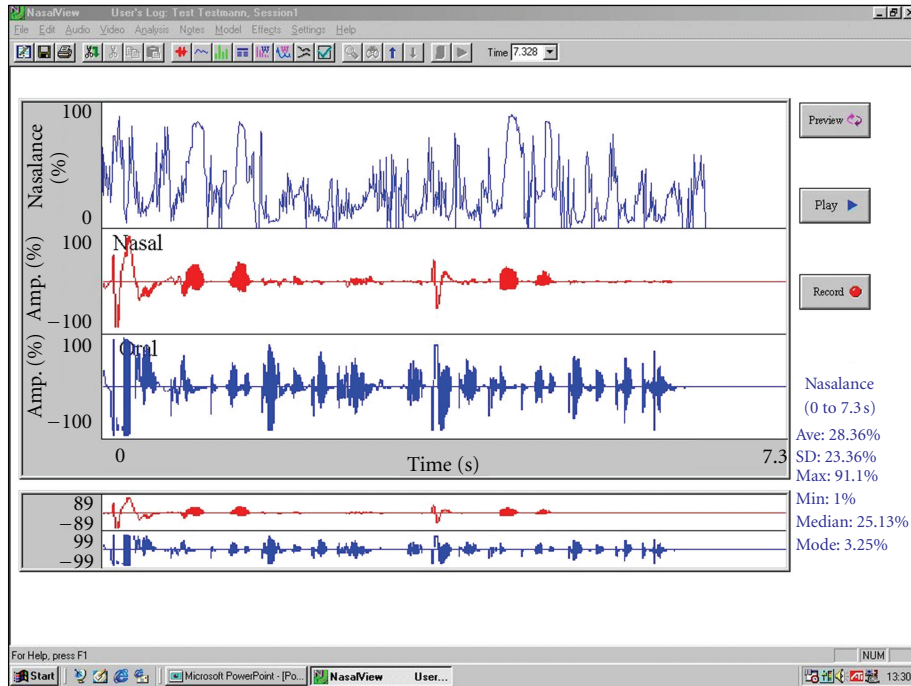 NasalView User's Log: Test Testmann, Session1
File Edit Audio Video Analysis Notes Model Effects Settings Help
Time 7.328
100
Nasalance
(%)
0
Preview
Play
Record
100
Nasal
Amp. (%)
−100
100
Oral
Amp. (%)
−100
0
Time (s)
7.3
Nasalance
(0 to 7.3 s)
Ave: 28.36%
SD: 23.36%
Max: 91.1%
Min: 1%
Median: 25.13%
Mode: 3.25%
89
−89
99
−99
For Help, press F1
NUM
Start Microsoft PowerPoint - [Po... NasalView User... 13:30